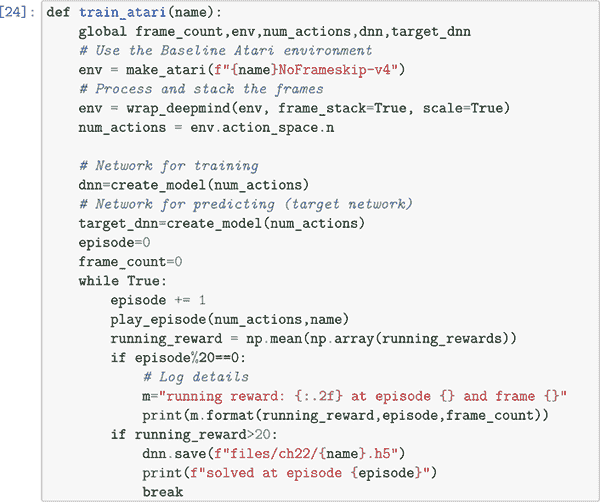 [24]: def train_atari(name):
    global frame_count,env,num_actions,dnn,target_dnn
    # Use the Baseline Atari environment
    env = make_atari(f"{name}NoFrameskip-v4")
    # Process and stack the frames
    env = wrap_deepmind(env, frame_stack=True, scale=True)
    num_actions = env.action_space.n

    # Network for training
    dnn=create_model(num_actions)
    # Network for predicting (target network)
    target_dnn=create_model(num_actions)
    episode=0
    frame_count=0
    while True:
        episode += 1
        play_episode(num_actions,name)
        running_reward = np.mean(np.array(running_rewards))
        if episode%20==0:
            # Log details
            m="running reward: {:.2f} at episode {} and frame {}"
            print(m.format(running_reward,episode,frame_count))
        if running_reward>20:
            dnn.save(f"files/ch22/{name}.h5")
            print(f"solved at episode {episode}")
            break